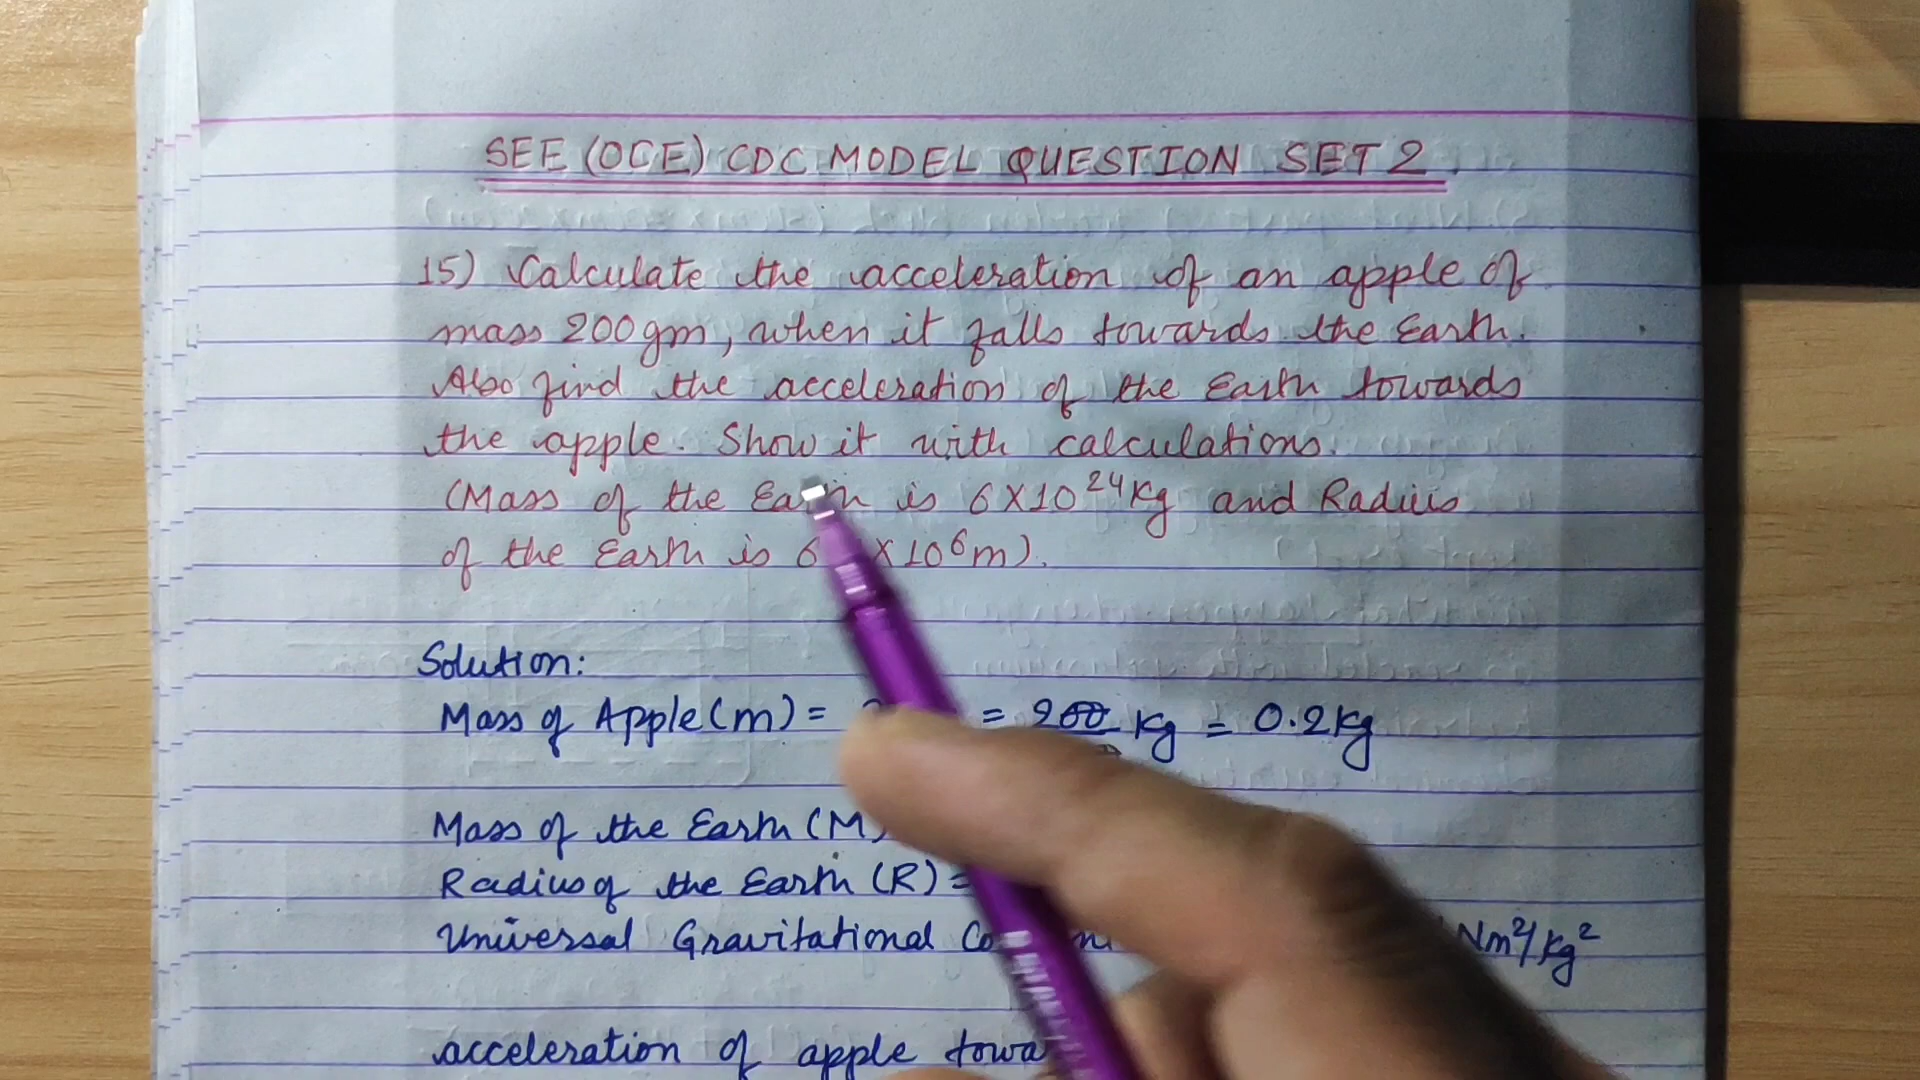 SEE (OCE) CDC MODEL QUESTION SET 2.
15) Calculate the acceleration of an apple of
mass 200gm, when it falls towards the Earth.
Also find the acceleration of the Earth towards
the apple. Show it with calculations.
(Mass of the Earth is 6X10²⁴Kg and Radius
of the Earth is 6 X10⁶m).
Solution:
Mass of Apple(m) = = 200 Kg = 0.2Kg
Mass of the Earth (M)
Radius of the Earth (R) =
Universal Gravitational Nm²/Kg²
acceleration of apple